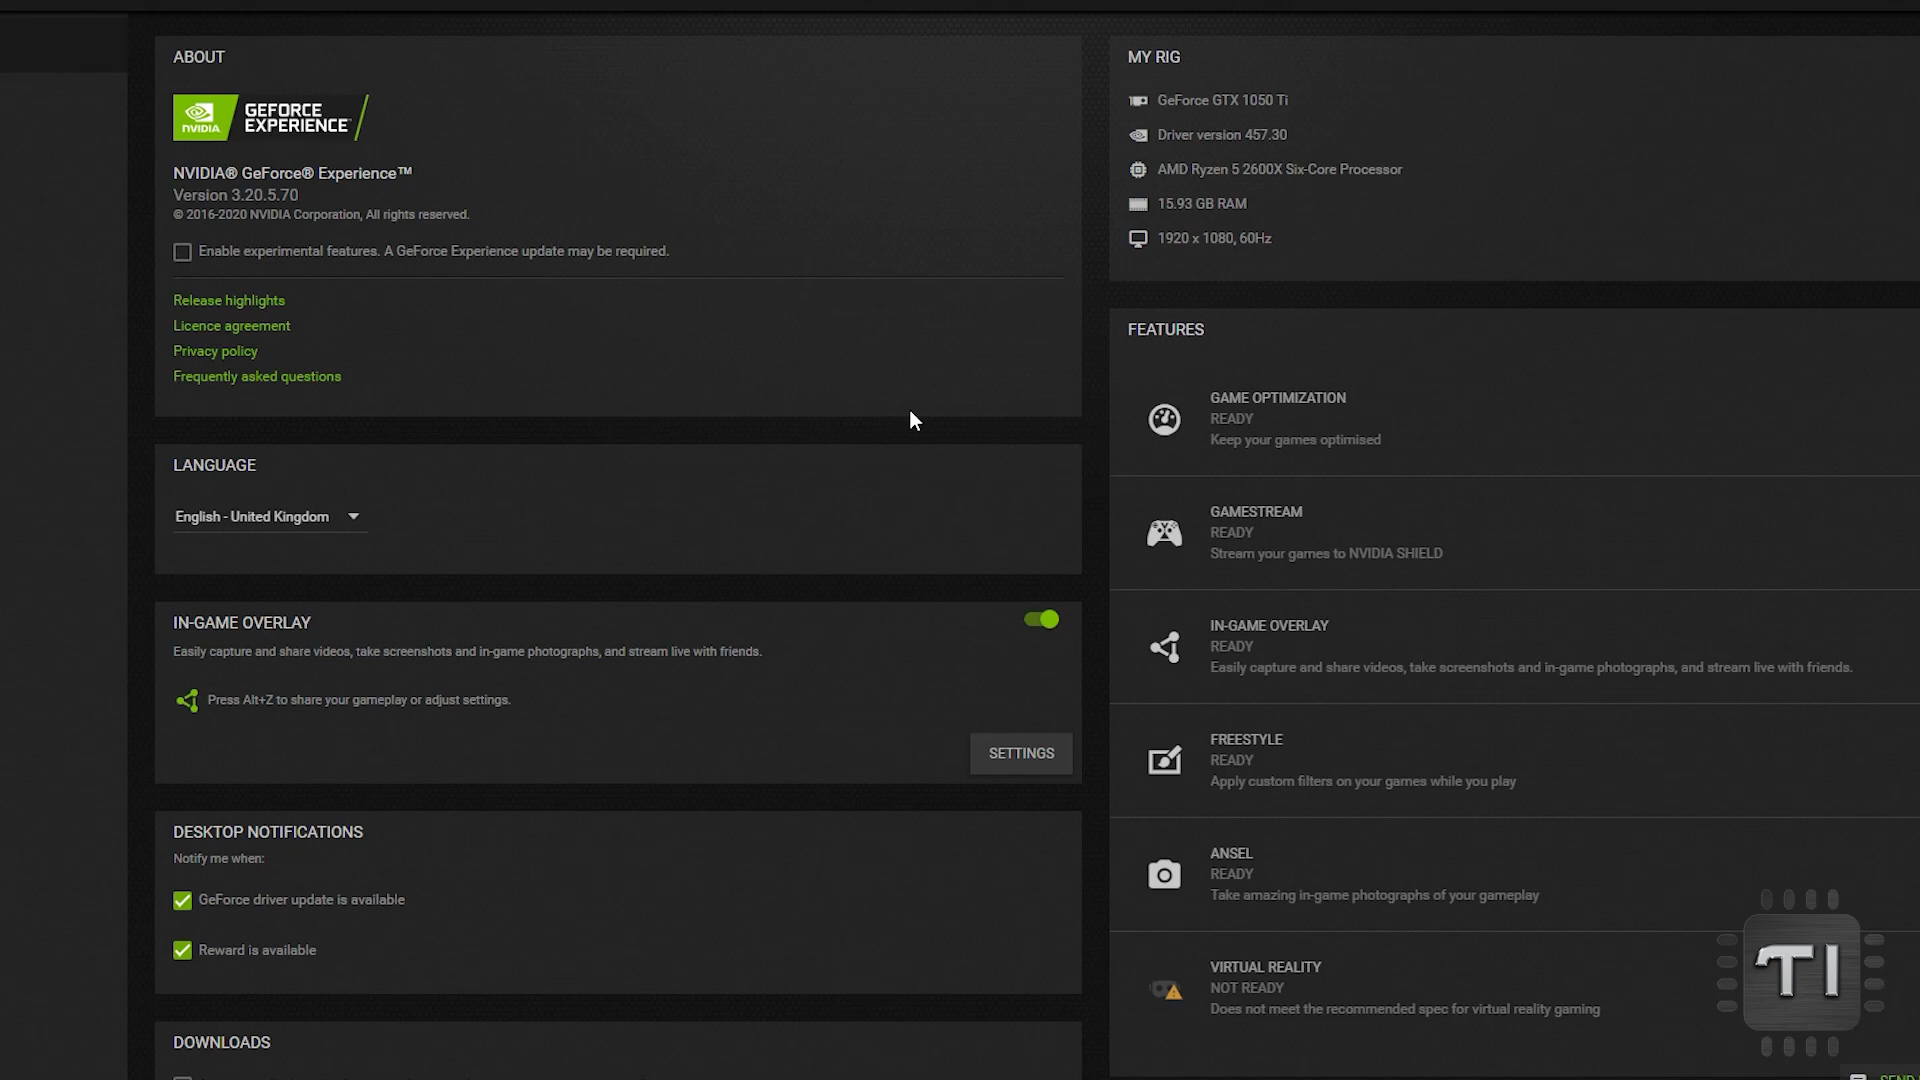 ABOUT
NVIDIA
GEFORCE
EXPERIENCE
NVIDIA® GeForce® Experience™
Version 3.20.5.70
© 2016-2020 NVIDIA Corporation, All rights reserved.
Enable experimental features. A GeForce Experience update may be required.
Release highlights
Licence agreement
Privacy policy
Frequently asked questions
LANGUAGE
English - United Kingdom
IN-GAME OVERLAY
Easily capture and share videos, take screenshots and in-game photographs, and stream live with friends.
Press Alt+Z to share your gameplay or adjust settings.
SETTINGS
DESKTOP NOTIFICATIONS
Notify me when:
GeForce driver update is available
Reward is available
DOWNLOADS
MY RIG
GeForce GTX 1050 Ti
Driver version 457.30
AMD Ryzen 5 2600X Six-Core Processor
15.93 GB RAM
1920 x 1080, 60Hz
FEATURES
GAME OPTIMIZATION
READY
Keep your games optimised
GAMESTREAM
READY
Stream your games to NVIDIA SHIELD
IN-GAME OVERLAY
READY
Easily capture and share videos, take screenshots and in-game photographs, and stream live with friends.
FREESTYLE
READY
Apply custom filters on your games while you play
ANSEL
READY
Take amazing in-game photographs of your gameplay
VIRTUAL REALITY
NOT READY
Does not meet the recommended spec for virtual reality gaming
TI